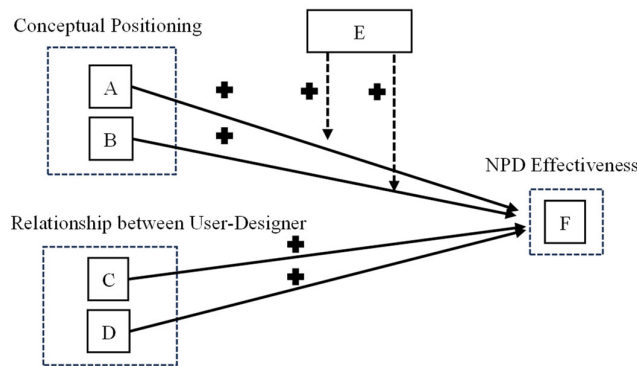 Conceptual Positioning
E
A
B
NPD Effectiveness
F
Relationship between User-Designer
C
D